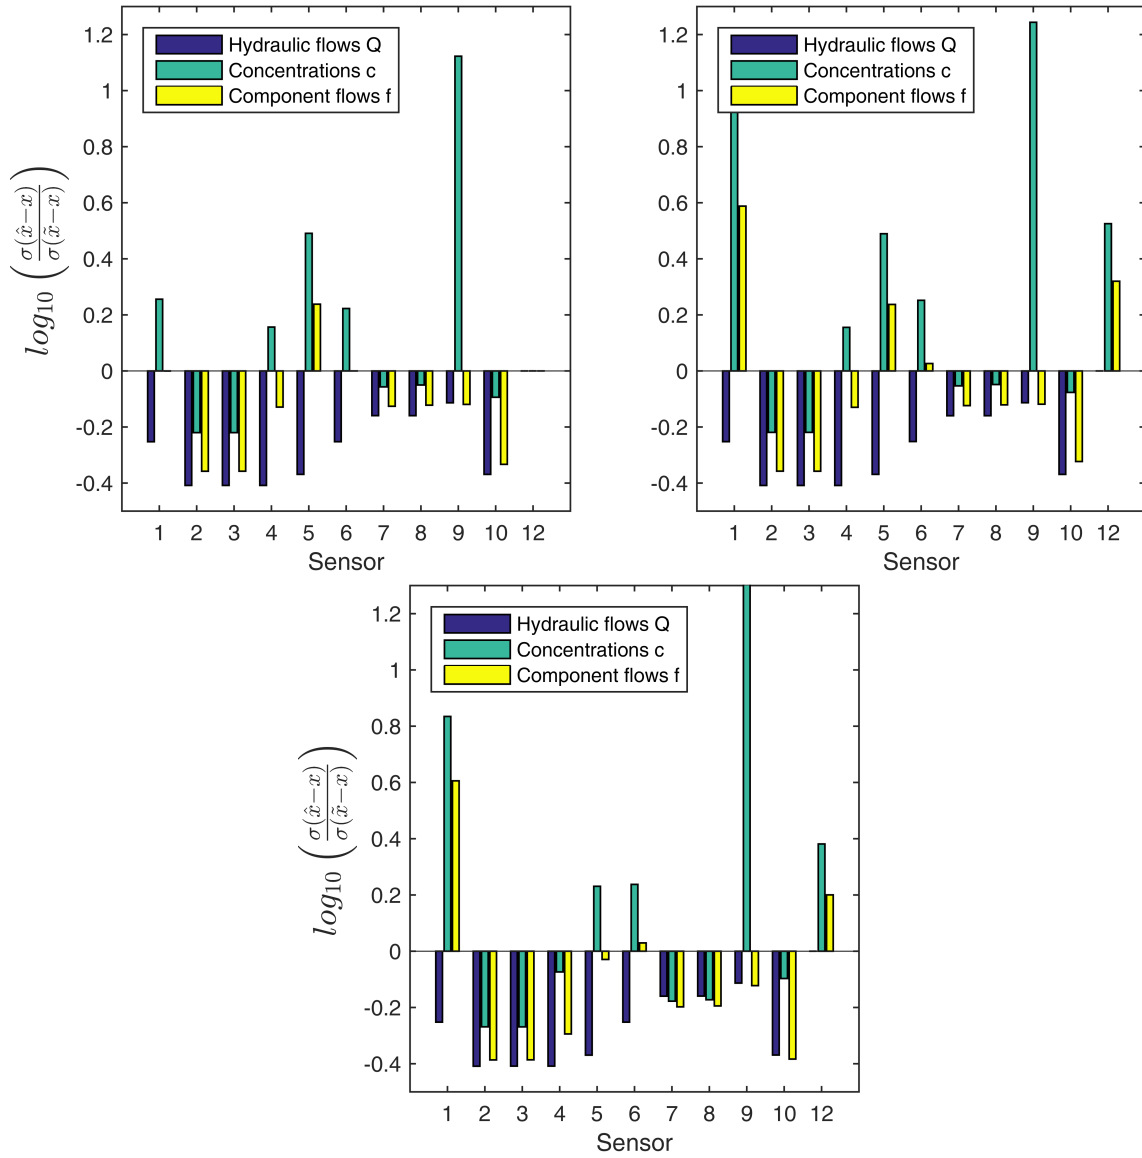 1.2
1
0.8
0.6
0.4
0.2
0
-0.2
-0.4
log10 (σ(x̂−x)/σ(x̃−x))
Hydraulic flows Q
Concentrations c
Component flows f
1 2 3 4 5 6 7 8 9 10 12
Sensor
1.2
1
0.8
0.6
0.4
0.2
0
-0.2
-0.4
Hydraulic flows Q
Concentrations c
Component flows f
1 2 3 4 5 6 7 8 9 10 12
Sensor
1.2
1
0.8
0.6
0.4
0.2
0
-0.2
-0.4
log10 (σ(x̂−x)/σ(x̃−x))
Hydraulic flows Q
Concentrations c
Component flows f
1 2 3 4 5 6 7 8 9 10 12
Sensor